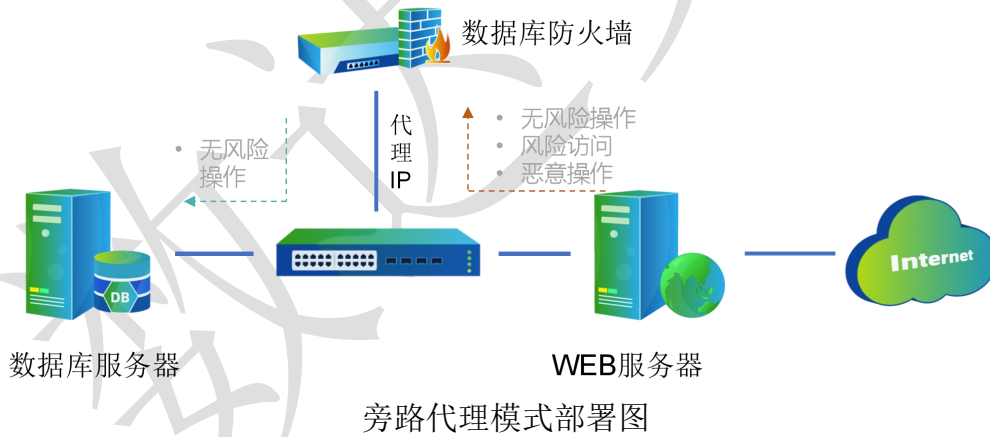 数据库防火墙
代
理
IP
• 无风险操作
• 风险访问
• 恶意操作
• 无风险
操作
DB
Internet
数据库服务器
WEB服务器
旁路代理模式部署图